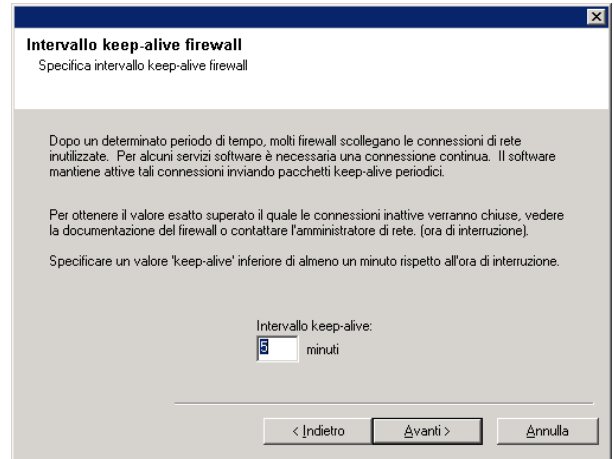 Intervallo keep-alive firewall
Specifica intervallo keep-alive firewall
Dopo un determinato periodo di tempo, molti firewall scollegano le connessioni di rete
inutilizzate. Per alcuni servizi software è necessaria una connessione continua. Il software
mantiene attive tali connessioni inviando pacchetti keep-alive periodici.
Per ottenere il valore esatto superato il quale le connessioni inattive verranno chiuse, vedere
la documentazione del firewall o contattare l'amministratore di rete. (ora di interruzione).
Specificare un valore 'keep-alive' inferiore di almeno un minuto rispetto all'ora di interruzione.
Intervallo keep-alive:
5 minuti
< Indietro Avanti > Annulla